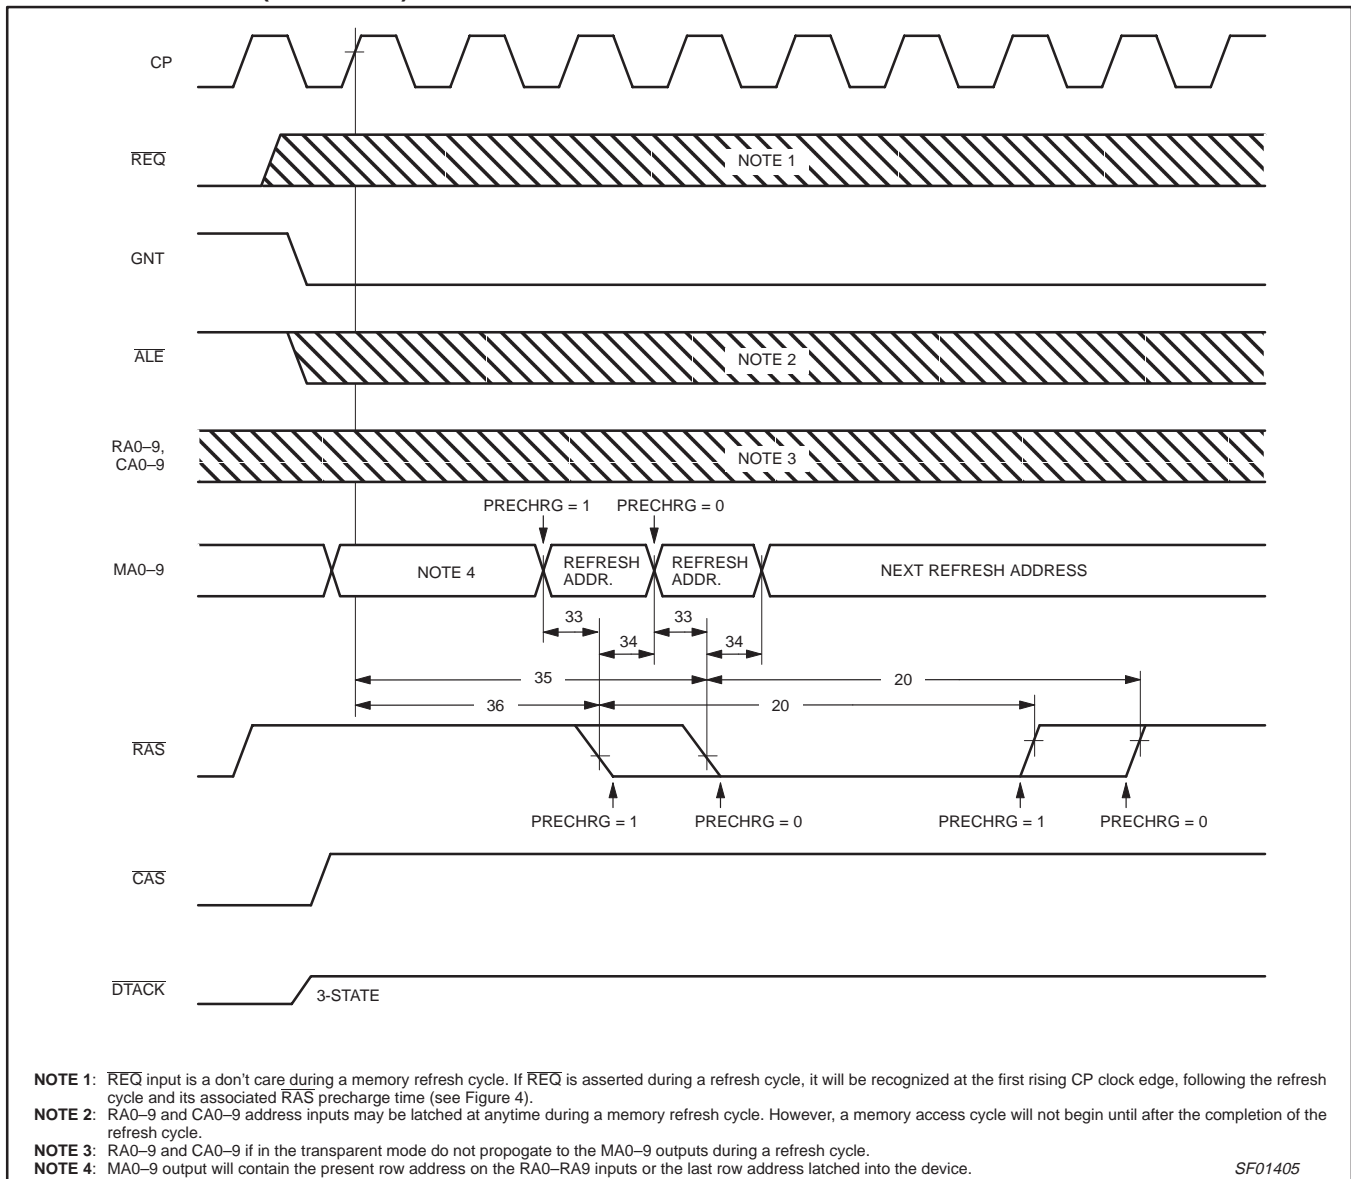 CP
REQ
NOTE 1
GNT
ALE
NOTE 2
RA0–9,
CA0–9
NOTE 3
PRECHRG = 1 PRECHRG = 0
MA0–9
NOTE 4
REFRESH
ADDR.
REFRESH
ADDR.
NEXT REFRESH ADDRESS
33 33
34 34
35 20
36 20
RAS
PRECHRG = 1 PRECHRG = 0 PRECHRG = 1 PRECHRG = 0
CAS
DTACK
3-STATE
NOTE 1: REQ input is a don't care during a memory refresh cycle. If REQ is asserted during a refresh cycle, it will be recognized at the first rising CP clock edge, following the refresh
cycle and its associated RAS precharge time (see Figure 4).
NOTE 2: RA0–9 and CA0–9 address inputs may be latched at anytime during a memory refresh cycle. However, a memory access cycle will not begin until after the completion of the
refresh cycle.
NOTE 3: RA0–9 and CA0–9 if in the transparent mode do not propogate to the MA0–9 outputs during a refresh cycle.
NOTE 4: MA0–9 output will contain the present row address on the RA0–RA9 inputs or the last row address latched into the device.
SF01405